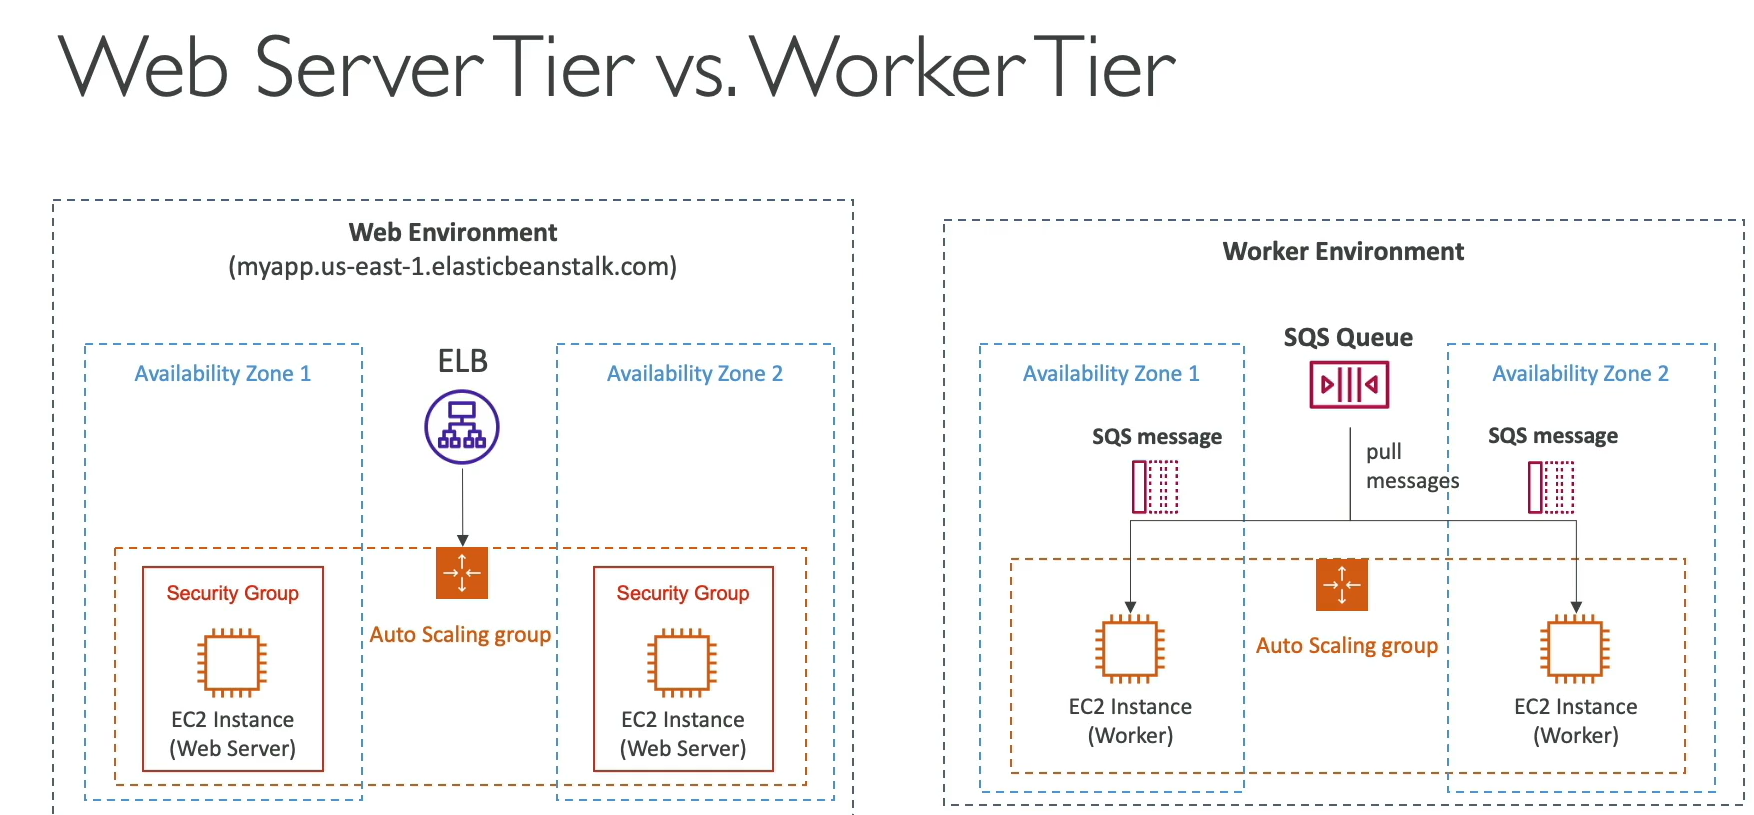 Web Server Tier vs. Worker Tier
Web Environment
(myapp.us-east-1.elasticbeanstalk.com)
Availability Zone 1
ELB
Availability Zone 2
Security Group
Auto Scaling group
Security Group
EC2 Instance
(Web Server)
EC2 Instance
(Web Server)
Worker Environment
SQS Queue
Availability Zone 1
Availability Zone 2
SQS message
pull
messages
SQS message
Auto Scaling group
EC2 Instance
(Worker)
EC2 Instance
(Worker)